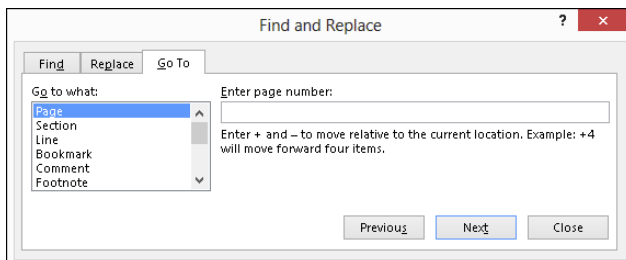 Find and Replace ?
Find Replace Go To
Go to what:
Page
Section
Line
Bookmark
Comment
Footnote
Enter page number:
Enter + and – to move relative to the current location. Example: +4
will move forward four items.
Previous Next Close